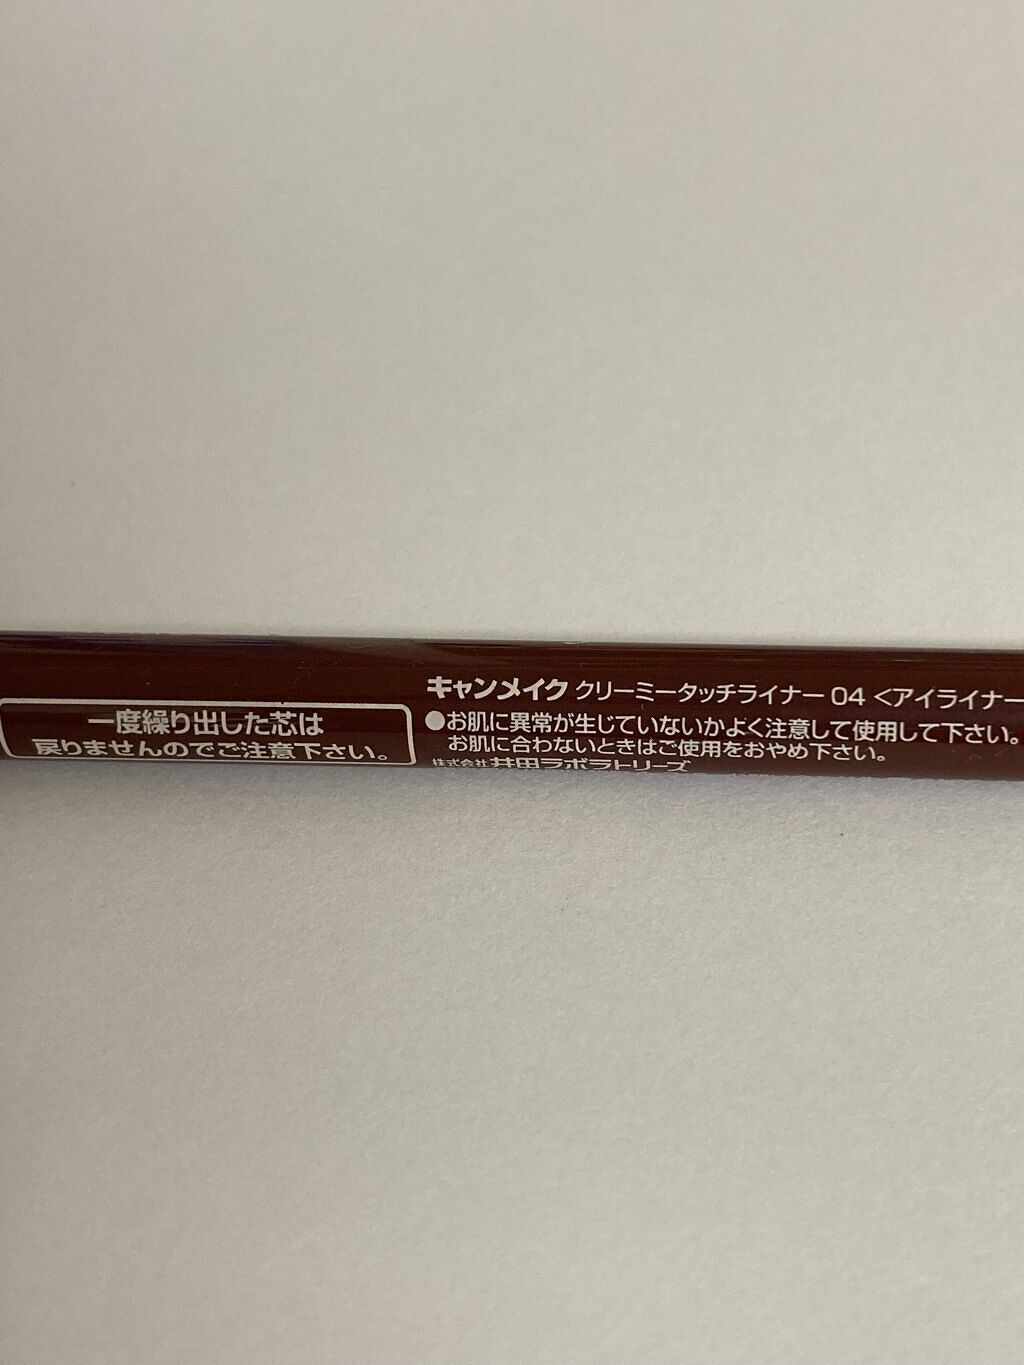 一度繰り出した芯は
戻りませんのでご注意下さい。
キャンメイク クリーミータッチライナー 04 <アイライナー
●お肌に異常が生じていないかよく注意して使用して下さい。
お肌に合わないときはご使用をおやめ下さい。
株式会社 井田ラボラトリーズ